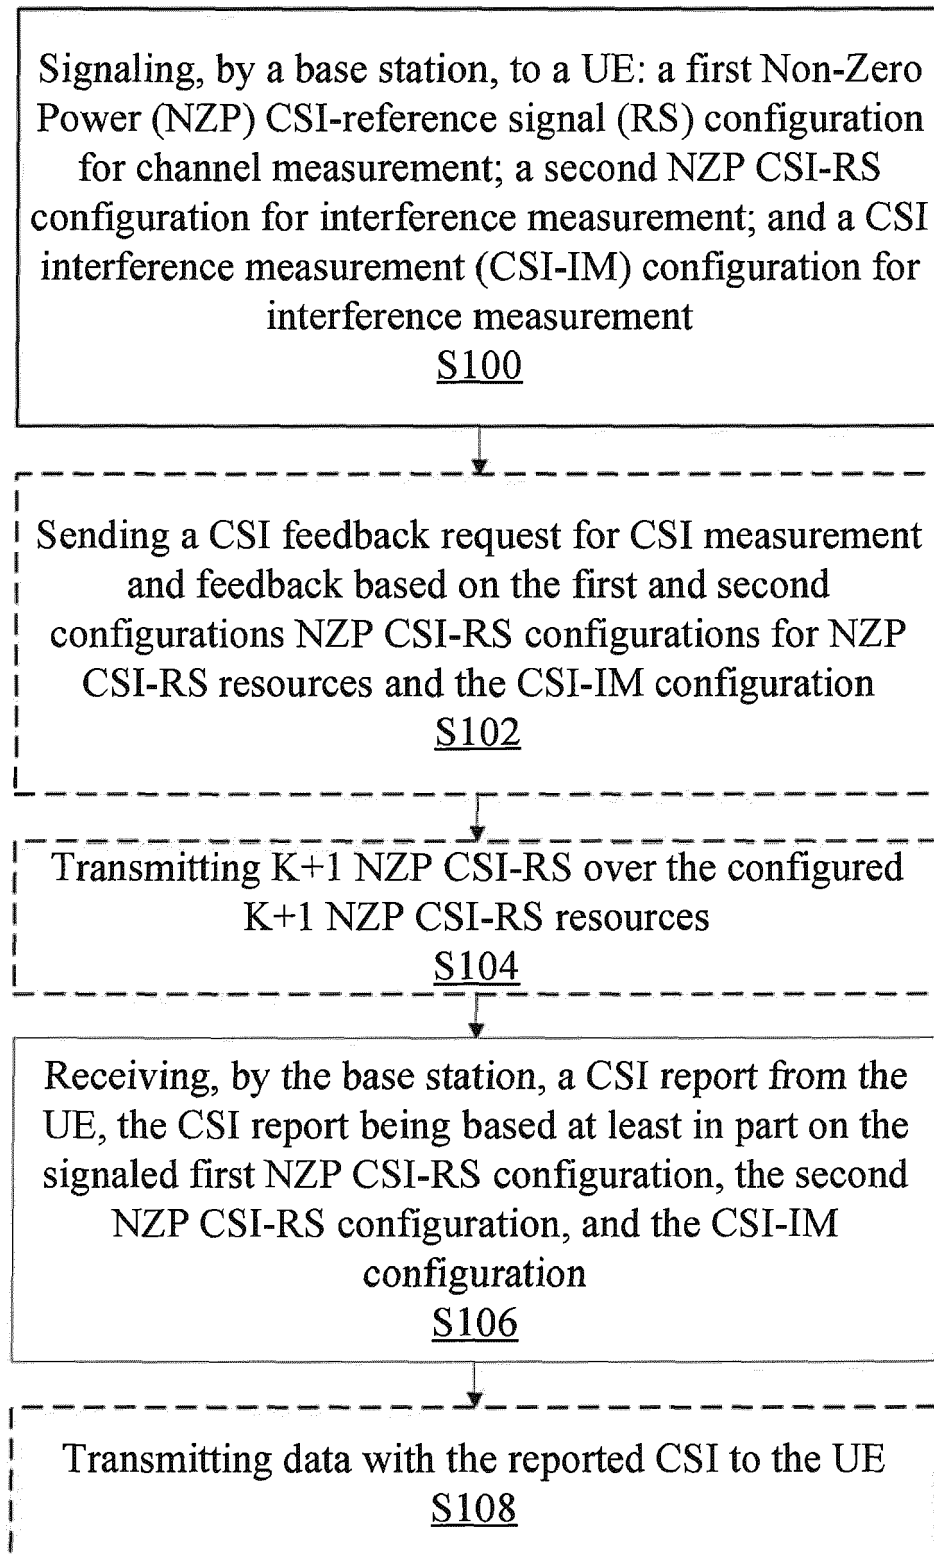 Signaling, by a base station, to a UE: a first Non-Zero
Power (NZP) CSI-reference signal (RS) configuration
for channel measurement; a second NZP CSI-RS
configuration for interference measurement; and a CSI
interference measurement (CSI-IM) configuration for
interference measurement
S100
Sending a CSI feedback request for CSI measurement
and feedback based on the first and second
configurations NZP CSI-RS configurations for NZP
CSI-RS resources and the CSI-IM configuration
S102
Transmitting K+1 NZP CSI-RS over the configured
K+1 NZP CSI-RS resources
S104
Receiving, by the base station, a CSI report from the
UE, the CSI report being based at least in part on the
signaled first NZP CSI-RS configuration, the second
NZP CSI-RS configuration, and the CSI-IM
configuration
S106
Transmitting data with the reported CSI to the UE
S108